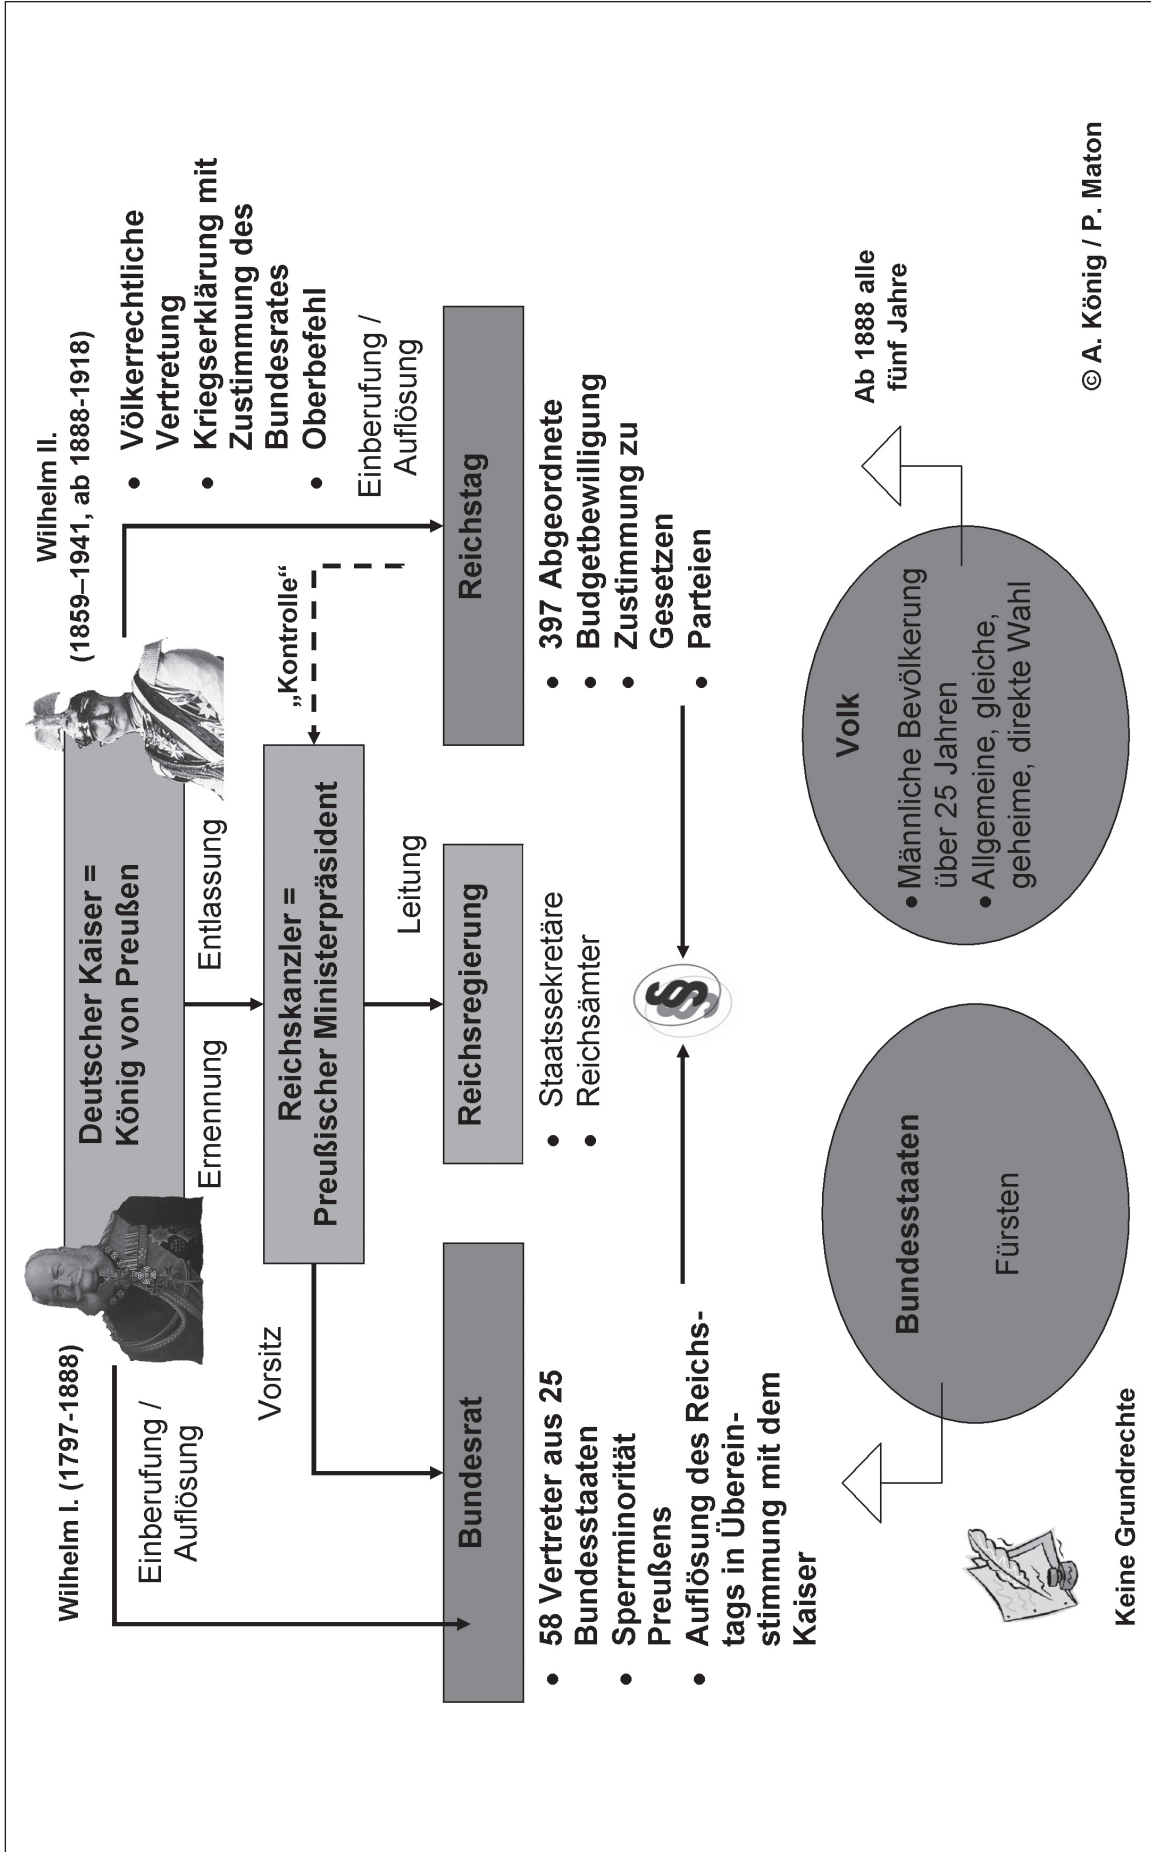 Wilhelm I. (1797-1888)
Wilhelm II.
(1859–1941, ab 1888-1918)
Deutscher Kaiser =
König von Preußen
Einberufung /
Auflösung
Ernennung
Entlassung
• Völkerrechtliche
Vertretung
• Kriegserklärung mit
Zustimmung des
Bundesrates
• Oberbefehl
Vorsitz
Reichskanzler =
Preußischer Ministerpräsident
„Kontrolle“
Einberufung /
Auflösung
Leitung
Bundesrat
• 58 Vertreter aus 25
Bundesstaaten
• Sperrminorität
Preußens
• Auflösung des Reichs-
tags in Überein-
stimmung mit dem
Kaiser
Reichsregierung
• Staatssekretäre
• Reichsämter
Reichstag
• 397 Abgeordnete
• Budgetbewilligung
• Zustimmung zu
Gesetzen
• Parteien
§§
Bundesstaaten
Fürsten
Volk
• Männliche Bevölkerung
über 25 Jahren
• Allgemeine, gleiche,
geheime, direkte Wahl
Ab 1888 alle
fünf Jahre
Keine Grundrechte
© A. König / P. Maton